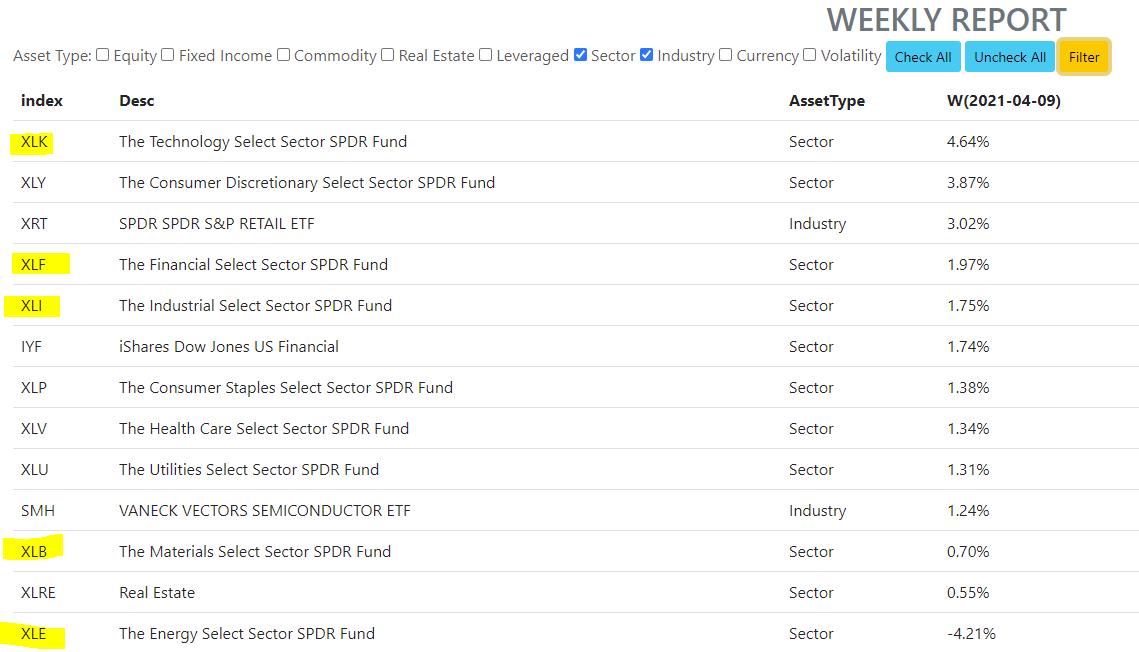 WEEKLY REPORT
Asset Type: Equity Fixed Income Commodity Real Estate Leveraged Sector Industry Currency Volatility Check All Uncheck All Filter
index Desc AssetType W(2021-04-09)
XLK The Technology Select Sector SPDR Fund Sector 4.64%
XLY The Consumer Discretionary Select Sector SPDR Fund Sector 3.87%
XRT SPDR SPDR S&P RETAIL ETF Industry 3.02%
XLF The Financial Select Sector SPDR Fund Sector 1.97%
XLI The Industrial Select Sector SPDR Fund Sector 1.75%
IYF iShares Dow Jones US Financial Sector 1.74%
XLP The Consumer Staples Select Sector SPDR Fund Sector 1.38%
XLV The Health Care Select Sector SPDR Fund Sector 1.34%
XLU The Utilities Select Sector SPDR Fund Sector 1.31%
SMH VANECK VECTORS SEMICONDUCTOR ETF Industry 1.24%
XLB The Materials Select Sector SPDR Fund Sector 0.70%
XLRE Real Estate Sector 0.55%
XLE The Energy Select Sector SPDR Fund Sector -4.21%